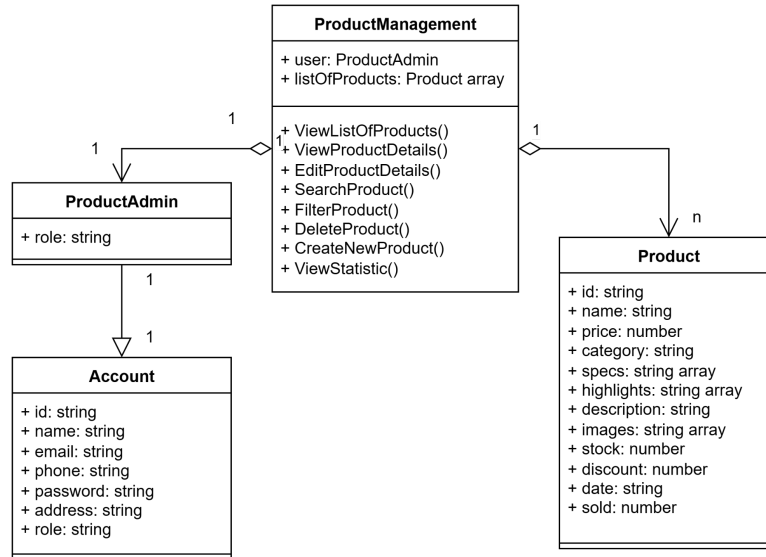 ProductManagement
+ user: ProductAdmin
+ listOfProducts: Product array
+ ViewListOfProducts()
+ ViewProductDetails()
+ EditProductDetails()
+ SearchProduct()
+ FilterProduct()
+ DeleteProduct()
+ CreateNewProduct()
+ ViewStatistic()
1
1
1
1
n
ProductAdmin
+ role: string
1
1
Account
+ id: string
+ name: string
+ email: string
+ phone: string
+ password: string
+ address: string
+ role: string
Product
+ id: string
+ name: string
+ price: number
+ category: string
+ specs: string array
+ highlights: string array
+ description: string
+ images: string array
+ stock: number
+ discount: number
+ date: string
+ sold: number